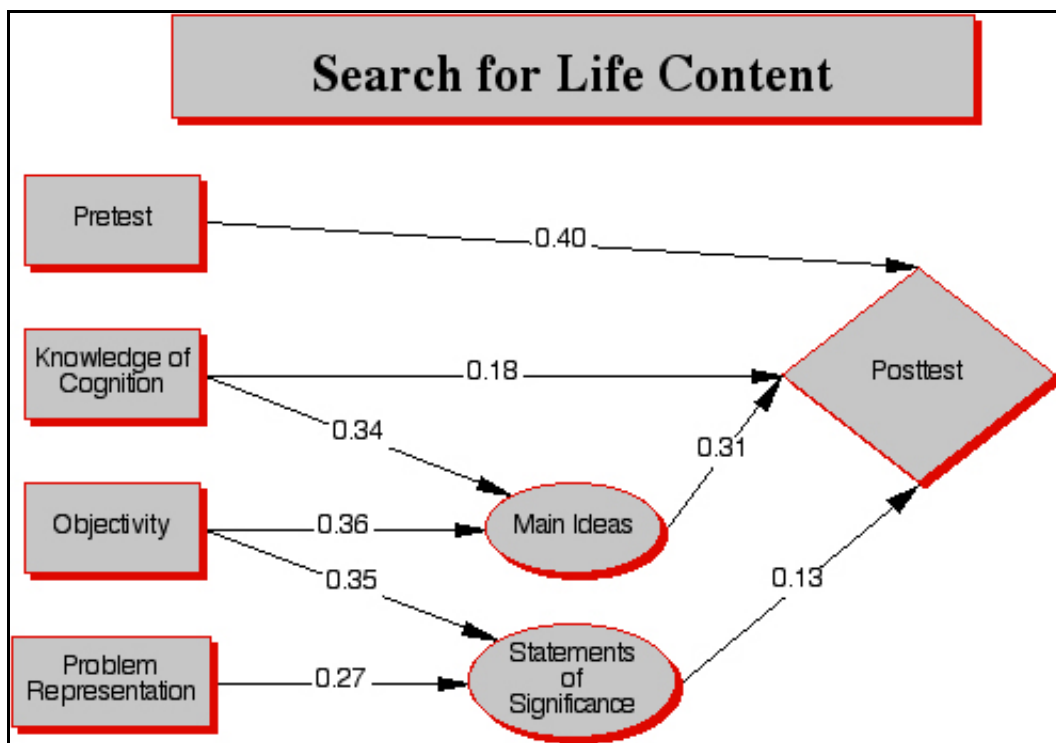 Search for Life Content
Pretest
0.40
Knowledge of
Cognition
0.18
Posttest
0.34
0.31
Objectivity
0.36
Main Ideas
0.35
0.13
Problem
Representation
0.27
Statements
of
Significance